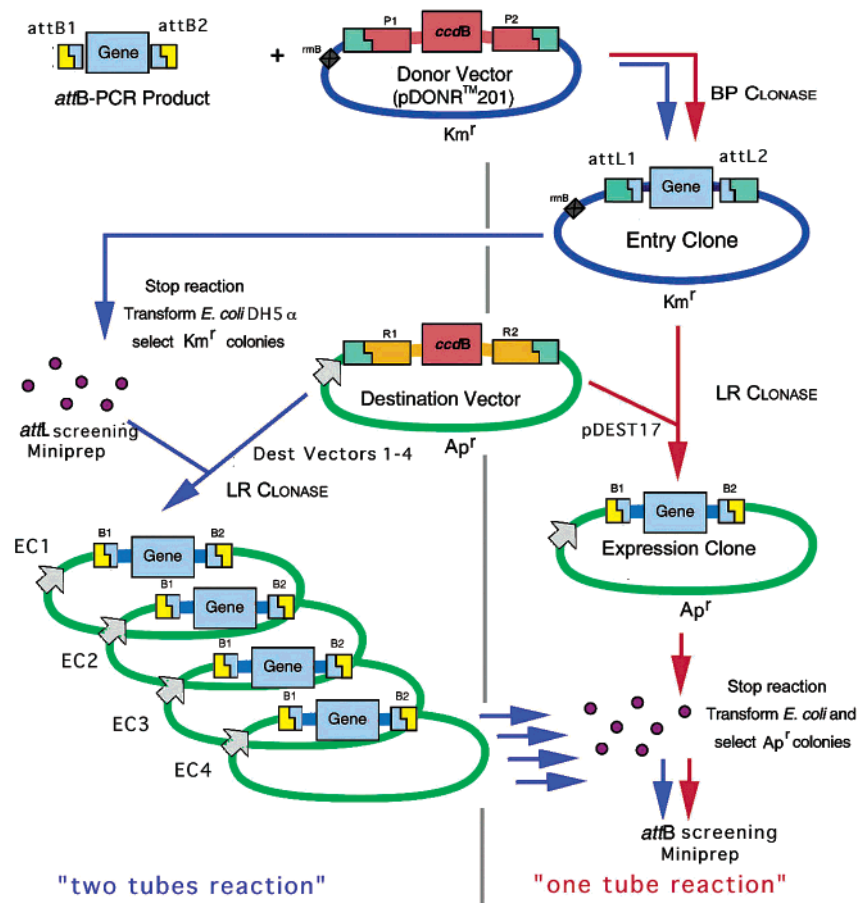 attB1
attB2
Gene
attB-PCR Product
+
rrnB
P1
ccdB
P2
Donor Vector
(pDONR™201)
Kmʳ
BP CLONASE
attL1
attL2
rrnB
Gene
Entry Clone
Kmʳ
Stop reaction
Transform E. coli DH5 α
select Kmʳ colonies
R1
ccdB
R2
Destination Vector
Apʳ
LR CLONASE
pDEST17
attL screening
Miniprep
Dest Vectors 1-4
LR CLONASE
B1
Gene
B2
Expression Clone
Apʳ
EC1
B1
Gene
B2
EC2
B1
Gene
B2
EC3
B1
Gene
B2
EC4
B1
Gene
B2
Stop reaction
Transform E. coli and
select Apʳ colonies
attB screening
Miniprep
"two tubes reaction"
"one tube reaction"